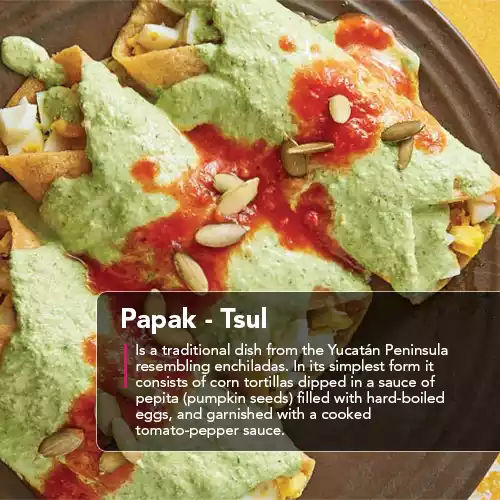 Papak - Tsul
Is a traditional dish from the Yucatán Peninsula
resembling enchiladas. In its simplest form it
consists of corn tortillas dipped in a sauce of
pepita (pumpkin seeds) filled with hard-boiled
eggs, and garnished with a cooked
tomato-pepper sauce.